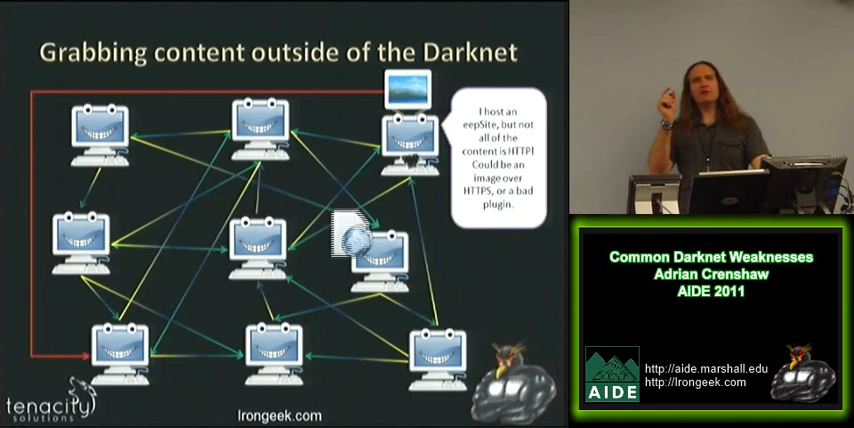 Grabbing content outside of the Darknet
I host an
eepSite, but not
all of the
content is HTTP!
Could be an
image over
HTTPS, or a bad
plugin.
tenacity
solutions
Irongeek.com
Common Darknet Weaknesses
Adrian Crenshaw
AIDE 2011
AIDE
http://aide.marshall.edu
http://Irongeek.com